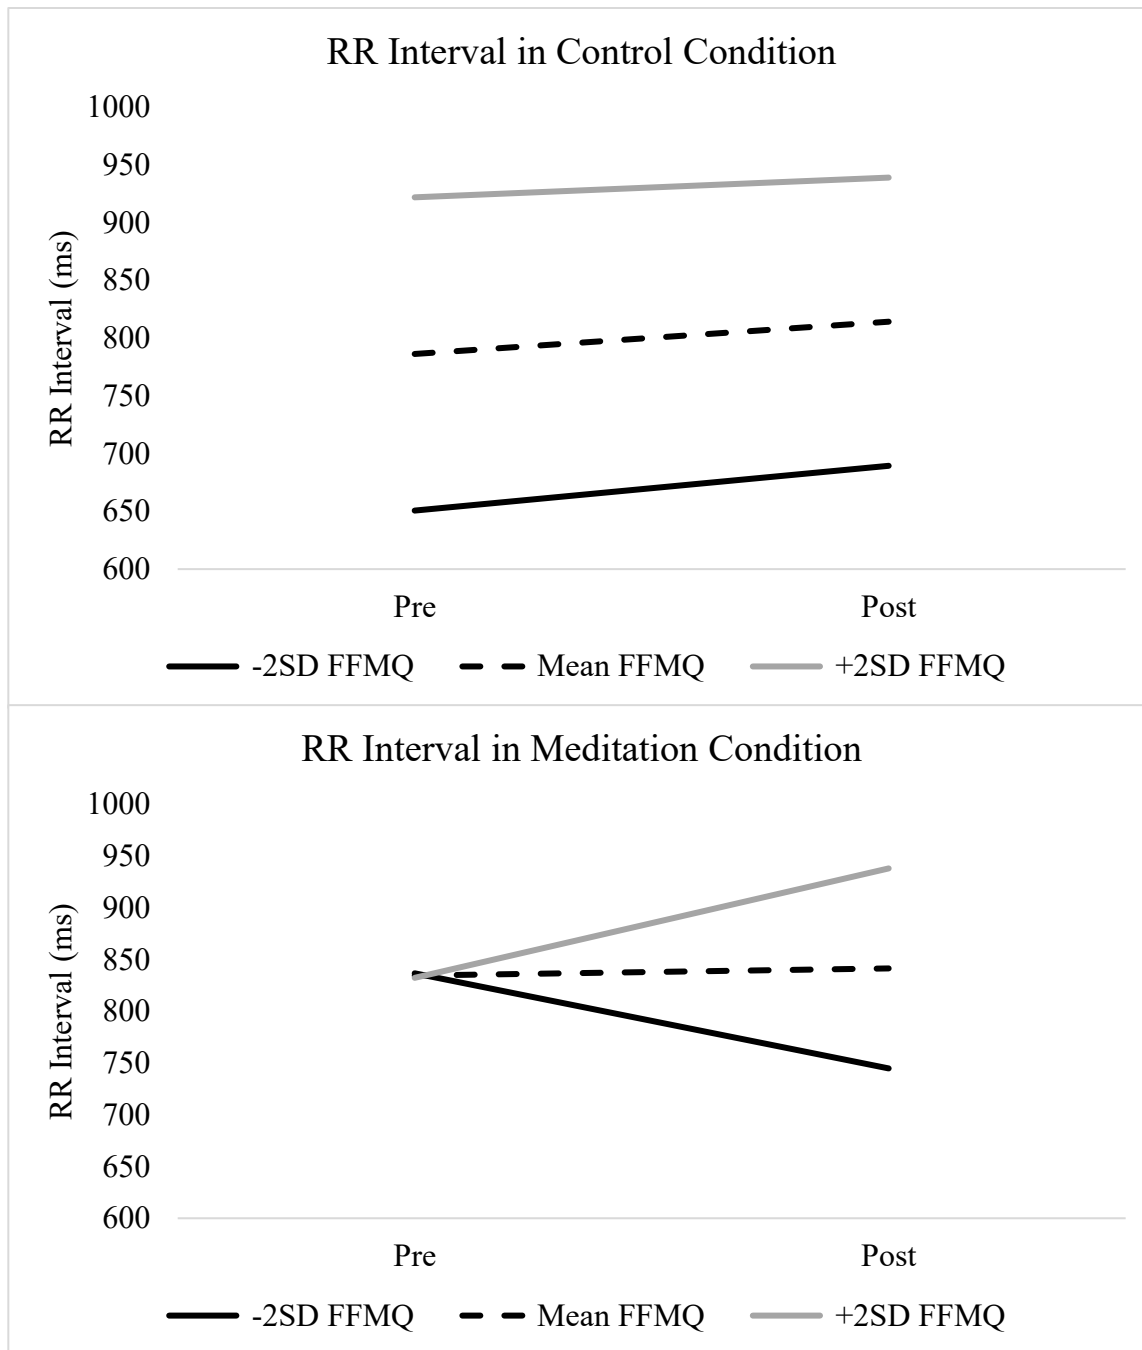 RR Interval in Control Condition
1000
950
900
850
800
750
700
650
600
RR Interval (ms)
Pre Post
-2SD FFMQ Mean FFMQ +2SD FFMQ
RR Interval in Meditation Condition
1000
950
900
850
800
750
700
650
600
RR Interval (ms)
Pre Post
-2SD FFMQ Mean FFMQ +2SD FFMQ